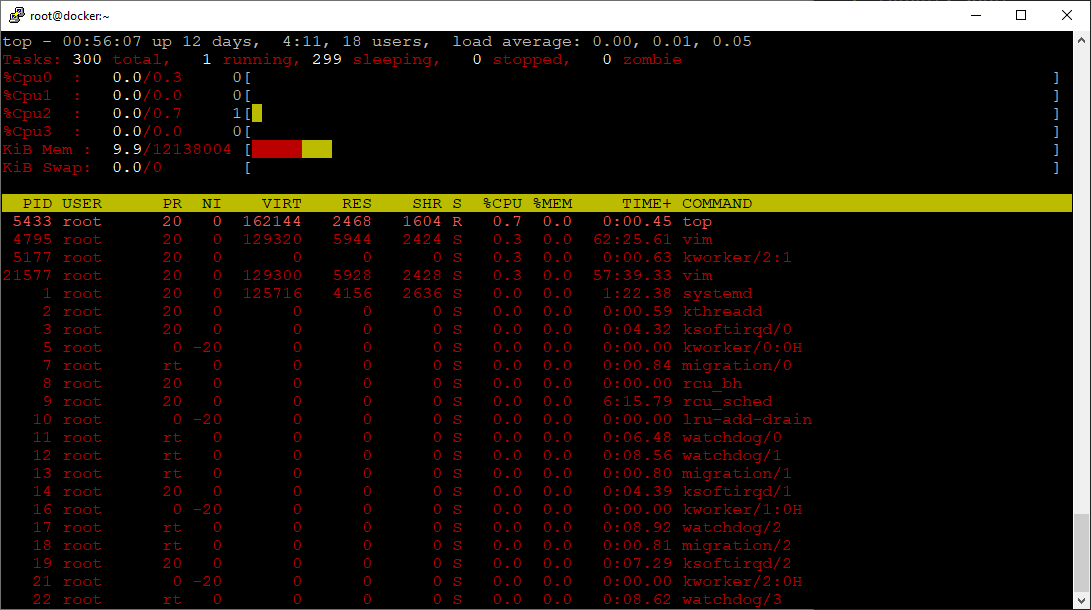 root@docker:~
top - 00:56:07 up 12 days,  4:11, 18 users,  load average: 0.00, 0.01, 0.05
Tasks: 300 total,   1 running, 299 sleeping,   0 stopped,   0 zombie
%Cpu0  :   0.0/0.3     0[                                                                                ]
%Cpu1  :   0.0/0.0     0[                                                                                ]
%Cpu2  :   0.0/0.7     1[                                                                                ]
%Cpu3  :   0.0/0.0     0[                                                                                ]
KiB Mem :  9.9/12138004 [                                                                                ]
KiB Swap:  0.0/0        [                                                                                ]
  PID USER      PR  NI    VIRT    RES    SHR S  %CPU %MEM     TIME+ COMMAND
 5433 root      20   0  162144   2468   1604 R   0.7  0.0   0:00.45 top
 4795 root      20   0  129320   5944   2424 S   0.3  0.0  62:25.61 vim
 5177 root      20   0       0      0      0 S   0.3  0.0   0:00.63 kworker/2:1
21577 root      20   0  129300   5928   2428 S   0.3  0.0  57:39.33 vim
    1 root      20   0  125716   4156   2636 S   0.0  0.0   1:22.38 systemd
    2 root      20   0       0      0      0 S   0.0  0.0   0:00.59 kthreadd
    3 root      20   0       0      0      0 S   0.0  0.0   0:04.32 ksoftirqd/0
    5 root       0 -20       0      0      0 S   0.0  0.0   0:00.00 kworker/0:0H
    7 root      rt   0       0      0      0 S   0.0  0.0   0:00.84 migration/0
    8 root      20   0       0      0      0 S   0.0  0.0   0:00.00 rcu_bh
    9 root      20   0       0      0      0 S   0.0  0.0   6:15.79 rcu_sched
   10 root       0 -20       0      0      0 S   0.0  0.0   0:00.00 lru-add-drain
   11 root      rt   0       0      0      0 S   0.0  0.0   0:06.48 watchdog/0
   12 root      rt   0       0      0      0 S   0.0  0.0   0:08.56 watchdog/1
   13 root      rt   0       0      0      0 S   0.0  0.0   0:00.80 migration/1
   14 root      20   0       0      0      0 S   0.0  0.0   0:04.39 ksoftirqd/1
   16 root       0 -20       0      0      0 S   0.0  0.0   0:00.00 kworker/1:0H
   17 root      rt   0       0      0      0 S   0.0  0.0   0:08.92 watchdog/2
   18 root      rt   0       0      0      0 S   0.0  0.0   0:00.81 migration/2
   19 root      20   0       0      0      0 S   0.0  0.0   0:07.29 ksoftirqd/2
   21 root       0 -20       0      0      0 S   0.0  0.0   0:00.00 kworker/2:0H
   22 root      rt   0       0      0      0 S   0.0  0.0   0:08.62 watchdog/3